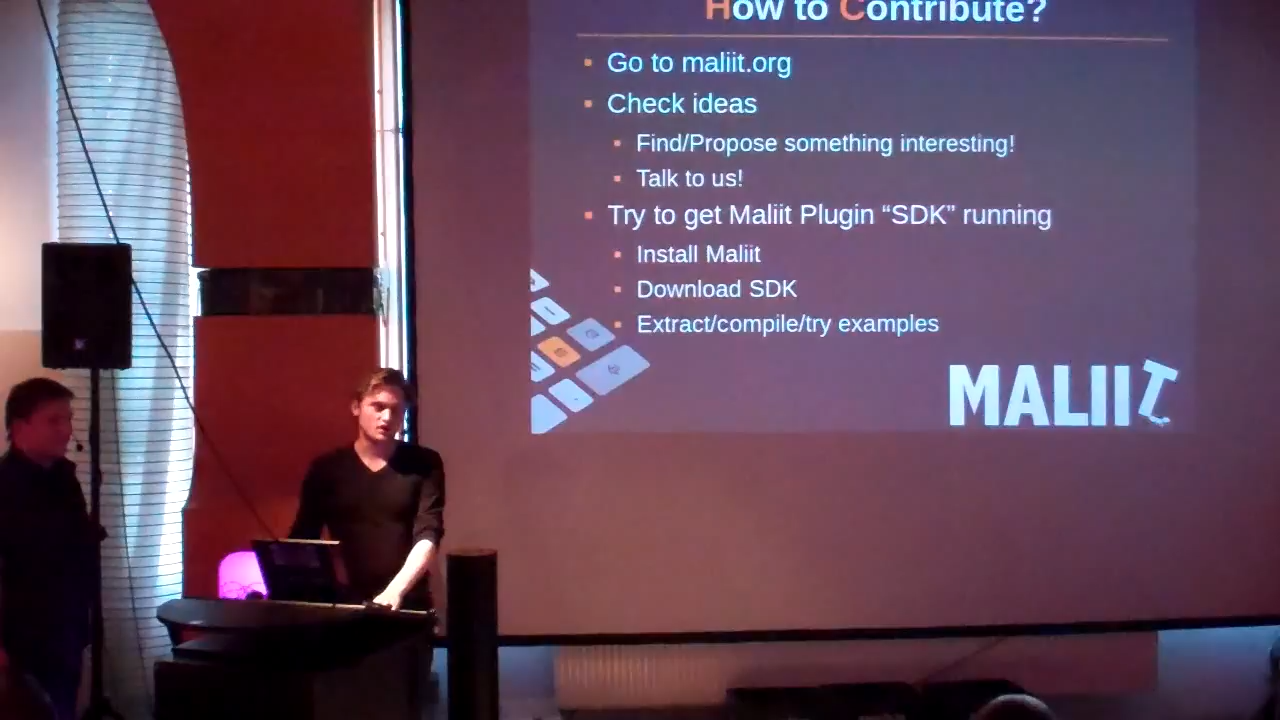 How to Contribute?
Go to maliit.org
Check ideas
Find/Propose something interesting!
Talk to us!
Try to get Maliit Plugin “SDK” running
Install Maliit
Download SDK
Extract/compile/try examples
MALIIT